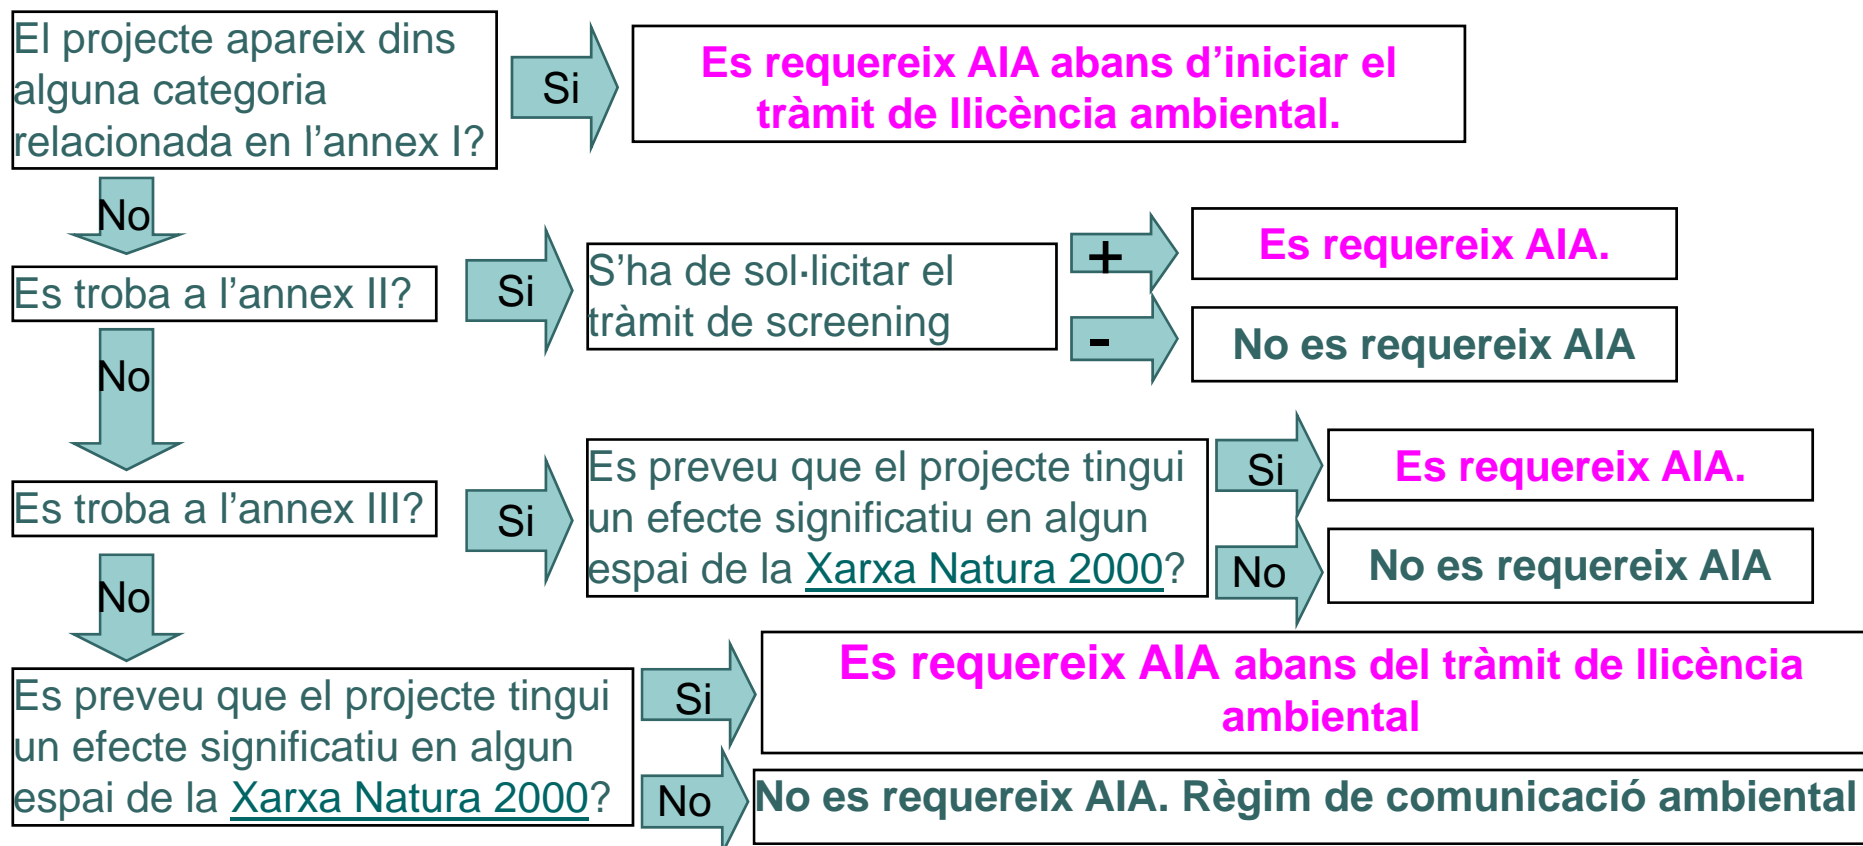 El projecte apareix dins
alguna categoria
relacionada en l’annex I?
Si
Es requereix AIA abans d’iniciar el
tràmit de llicència ambiental.
No
Es troba a l’annex II?
Si
S’ha de sol·licitar el
tràmit de screening
+
Es requereix AIA.
-
No es requereix AIA
No
Es troba a l’annex III?
Si
Es preveu que el projecte tingui
un efecte significatiu en algun
espai de la Xarxa Natura 2000?
Si
Es requereix AIA.
No
No es requereix AIA
No
Es preveu que el projecte tingui
un efecte significatiu en algun
espai de la Xarxa Natura 2000?
Si
Es requereix AIA abans del tràmit de llicència
ambiental
No
No es requereix AIA. Règim de comunicació ambiental